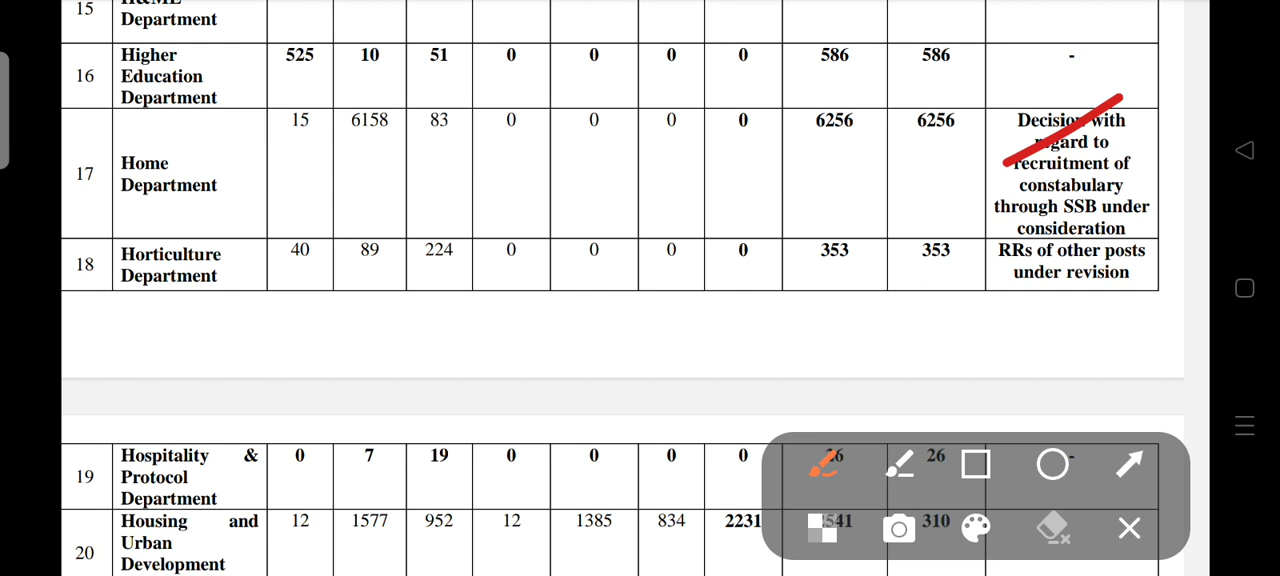 15
H&ME
Department
16
Higher
Education
Department
525 10 51 0 0 0 0 586 586 -
17
Home
Department
15 6158 83 0 0 0 0 6256 6256
Decision with
regard to
recruitment of
constabulary
through SSB under
consideration
18
Horticulture
Department
40 89 224 0 0 0 0 353 353
RRs of other posts
under revision
19
Hospitality &
Protocol
Department
0 7 19 0 0 0 0 26 26 -
20
Housing and
Urban
Development
12 1577 952 12 1385 834 2231 310